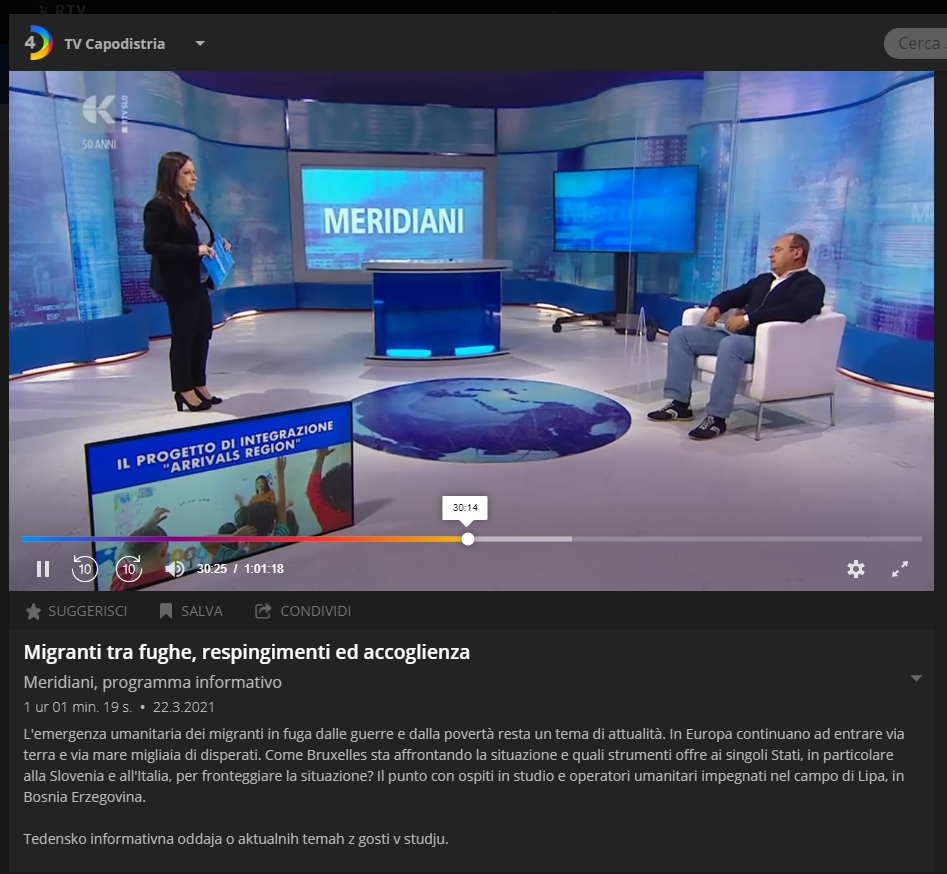 RTV
4 TV Capodistria
Cerca
RTV SLO
50 ANNI
MERIDIANI
IL PROGETTO DI INTEGRAZIONE
"ARRIVALS REGION"
30:14
10 10 30:25 / 1:01:18
SUGGERISCI SALVA CONDIVIDI
Migranti tra fughe, respingimenti ed accoglienza
Meridiani, programma informativo
1 ur 01 min. 19 s. • 22.3.2021
L'emergenza umanitaria dei migranti in fuga dalle guerre e dalla povertà resta un tema di attualità. In Europa continuano ad entrare via
terra e via mare migliaia di disperati. Come Bruxelles sta affrontando la situazione e quali strumenti offre ai singoli Stati, in particolare
alla Slovenia e all'Italia, per fronteggiare la situazione? Il punto con ospiti in studio e operatori umanitari impegnati nel campo di Lipa, in
Bosnia Erzegovina.
Tedensko informativna oddaja o aktualnih temah z gosti v studju.